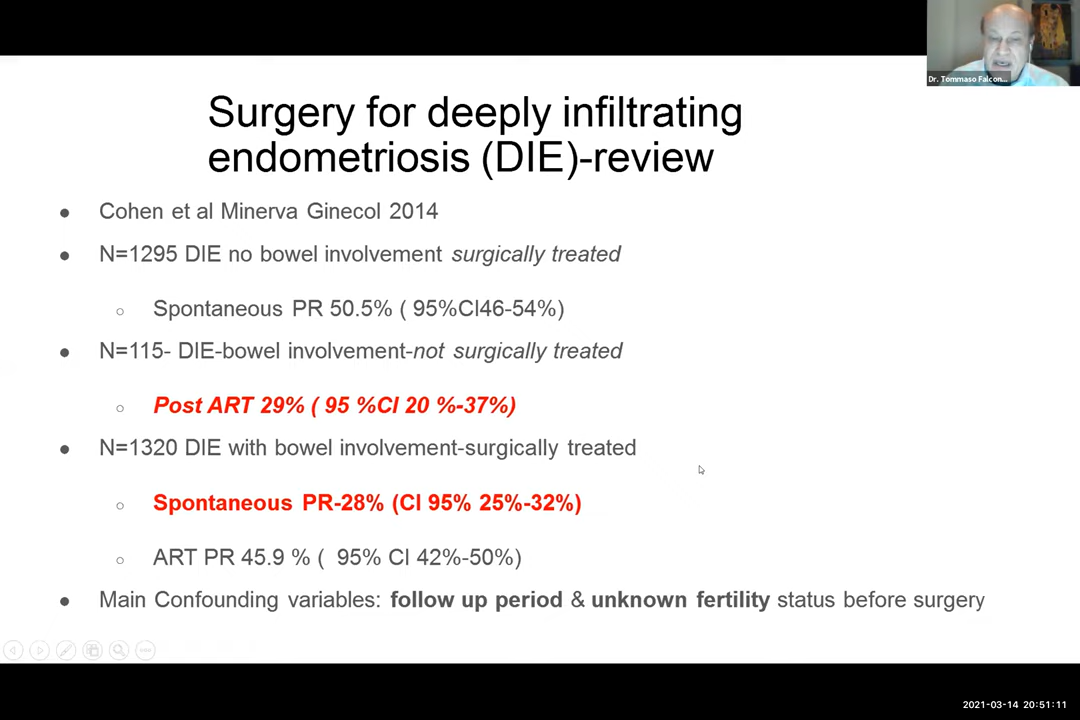 Dr. Tommaso Falcon...
Surgery for deeply infiltrating
endometriosis (DIE)-review
Cohen et al Minerva Ginecol 2014
N=1295 DIE no bowel involvement surgically treated
Spontaneous PR 50.5% ( 95%CI46-54%)
N=115- DIE-bowel involvement-not surgically treated
Post ART 29% ( 95 %CI 20 %-37%)
N=1320 DIE with bowel involvement-surgically treated
Spontaneous PR-28% (CI 95% 25%-32%)
ART PR 45.9 % ( 95% CI 42%-50%)
Main Confounding variables: follow up period & unknown fertility status before surgery
2021-03-14 20:51:11